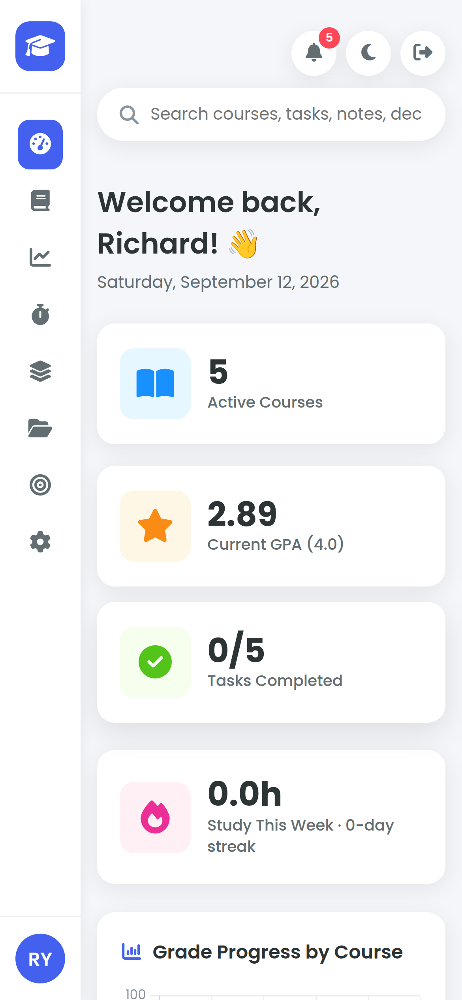 5
Search courses, tasks, notes, dec
Welcome back,
Richard! 👋
Saturday, September 12, 2026
5
Active Courses
2.89
Current GPA (4.0)
0/5
Tasks Completed
0.0h
Study This Week · 0-day
streak
RY
Grade Progress by Course
100